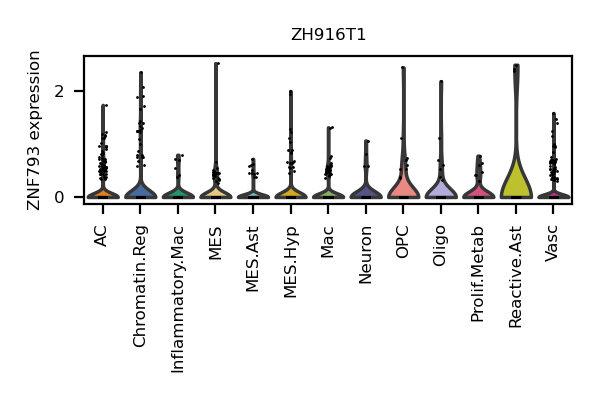 ZH916T1
ZNF793 expression
2
0
AC
Chromatin.Reg
Inflammatory.Mac
MES
MES.Ast
MES.Hyp
Mac
Neuron
OPC
Oligo
Prolif.Metab
Reactive.Ast
Vasc